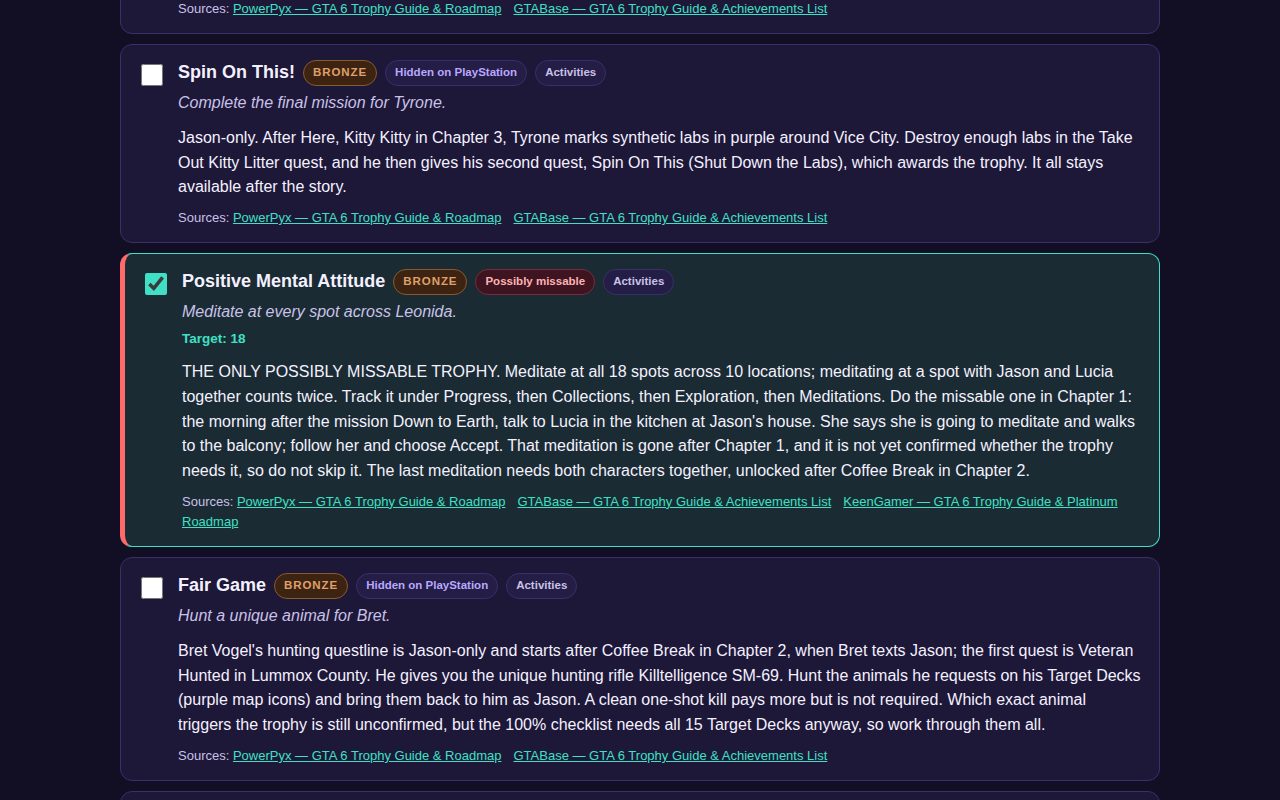 Sources: PowerPyx — GTA 6 Trophy Guide & Roadmap GTABase — GTA 6 Trophy Guide & Achievements List
Spin On This! BRONZE Hidden on PlayStation Activities
Complete the final mission for Tyrone.
Jason-only. After Here, Kitty Kitty in Chapter 3, Tyrone marks synthetic labs in purple around Vice City. Destroy enough labs in the Take
Out Kitty Litter quest, and he then gives his second quest, Spin On This (Shut Down the Labs), which awards the trophy. It all stays
available after the story.
Sources: PowerPyx — GTA 6 Trophy Guide & Roadmap GTABase — GTA 6 Trophy Guide & Achievements List
Positive Mental Attitude BRONZE Possibly missable Activities
Meditate at every spot across Leonida.
Target: 18
THE ONLY POSSIBLY MISSABLE TROPHY. Meditate at all 18 spots across 10 locations; meditating at a spot with Jason and Lucia
together counts twice. Track it under Progress, then Collections, then Exploration, then Meditations. Do the missable one in Chapter 1:
the morning after the mission Down to Earth, talk to Lucia in the kitchen at Jason's house. She says she is going to meditate and walks
to the balcony; follow her and choose Accept. That meditation is gone after Chapter 1, and it is not yet confirmed whether the trophy
needs it, so do not skip it. The last meditation needs both characters together, unlocked after Coffee Break in Chapter 2.
Sources: PowerPyx — GTA 6 Trophy Guide & Roadmap GTABase — GTA 6 Trophy Guide & Achievements List KeenGamer — GTA 6 Trophy Guide & Platinum
Roadmap
Fair Game BRONZE Hidden on PlayStation Activities
Hunt a unique animal for Bret.
Bret Vogel's hunting questline is Jason-only and starts after Coffee Break in Chapter 2, when Bret texts Jason; the first quest is Veteran
Hunted in Lummox County. He gives you the unique hunting rifle Killtelligence SM-69. Hunt the animals he requests on his Target Decks
(purple map icons) and bring them back to him as Jason. A clean one-shot kill pays more but is not required. Which exact animal
triggers the trophy is still unconfirmed, but the 100% checklist needs all 15 Target Decks anyway, so work through them all.
Sources: PowerPyx — GTA 6 Trophy Guide & Roadmap GTABase — GTA 6 Trophy Guide & Achievements List